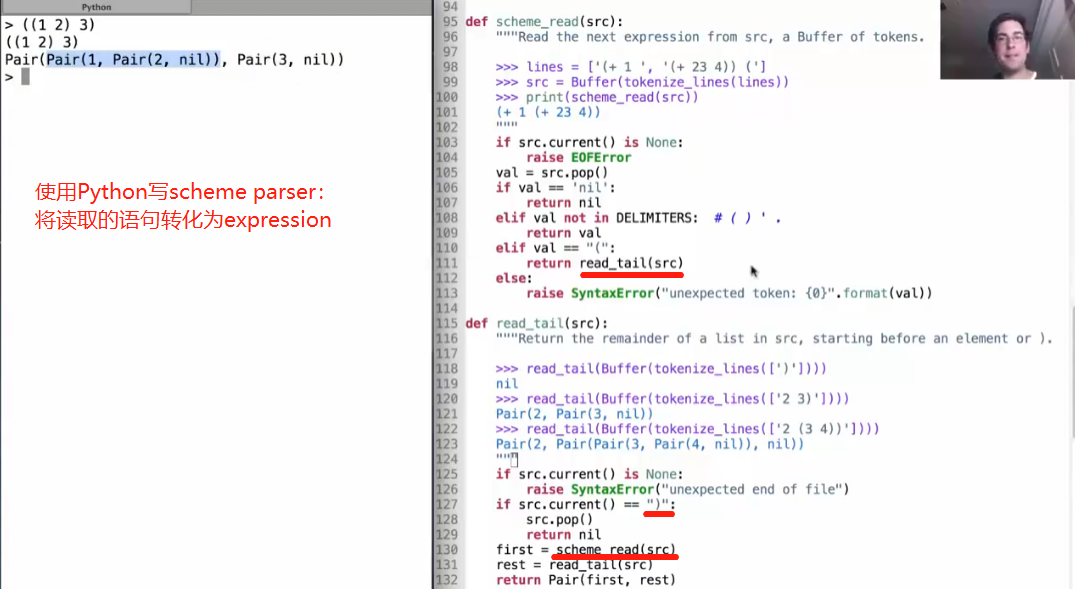 Python
> ((1 2) 3)
((1 2) 3)
Pair(Pair(1, Pair(2, nil)), Pair(3, nil))
>
使用Python写scheme parser：
将读取的语句转化为expression
94
95 def scheme_read(src):
96     """Read the next expression from src, a Buffer of tokens.
97
98     >>> lines = ['(+ 1 ', '(+ 23 4)) (']
99     >>> src = Buffer(tokenize_lines(lines))
100     >>> print(scheme_read(src))
101     (+ 1 (+ 23 4))
102     """
103     if src.current() is None:
104         raise EOFError
105     val = src.pop()
106     if val == 'nil':
107         return nil
108     elif val not in DELIMITERS:  # ( ) ' .
109         return val
110     elif val == "(":
111         return read_tail(src)
112     else:
113         raise SyntaxError("unexpected token: {0}".format(val))
114
115 def read_tail(src):
116     """Return the remainder of a list in src, starting before an element or ).
117
118     >>> read_tail(Buffer(tokenize_lines([')'])))
119     nil
120     >>> read_tail(Buffer(tokenize_lines(['2 3)'])))
121     Pair(2, Pair(3, nil))
122     >>> read_tail(Buffer(tokenize_lines(['2 (3 4))'])))
123     Pair(2, Pair(Pair(3, Pair(4, nil)), nil))
124     """
125     if src.current() is None:
126         raise SyntaxError("unexpected end of file")
127     if src.current() == ")":
128         src.pop()
129         return nil
130     first = scheme_read(src)
131     rest = read_tail(src)
132     return Pair(first, rest)